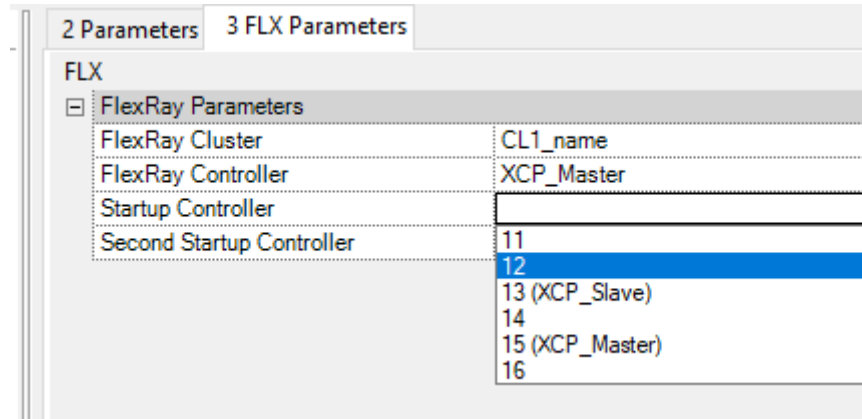 2 Parameters 3 FLX Parameters
FLX
FlexRay Parameters
FlexRay Cluster CL1_name
FlexRay Controller XCP_Master
Startup Controller
Second Startup Controller 11
12
13 (XCP_Slave)
14
15 (XCP_Master)
16